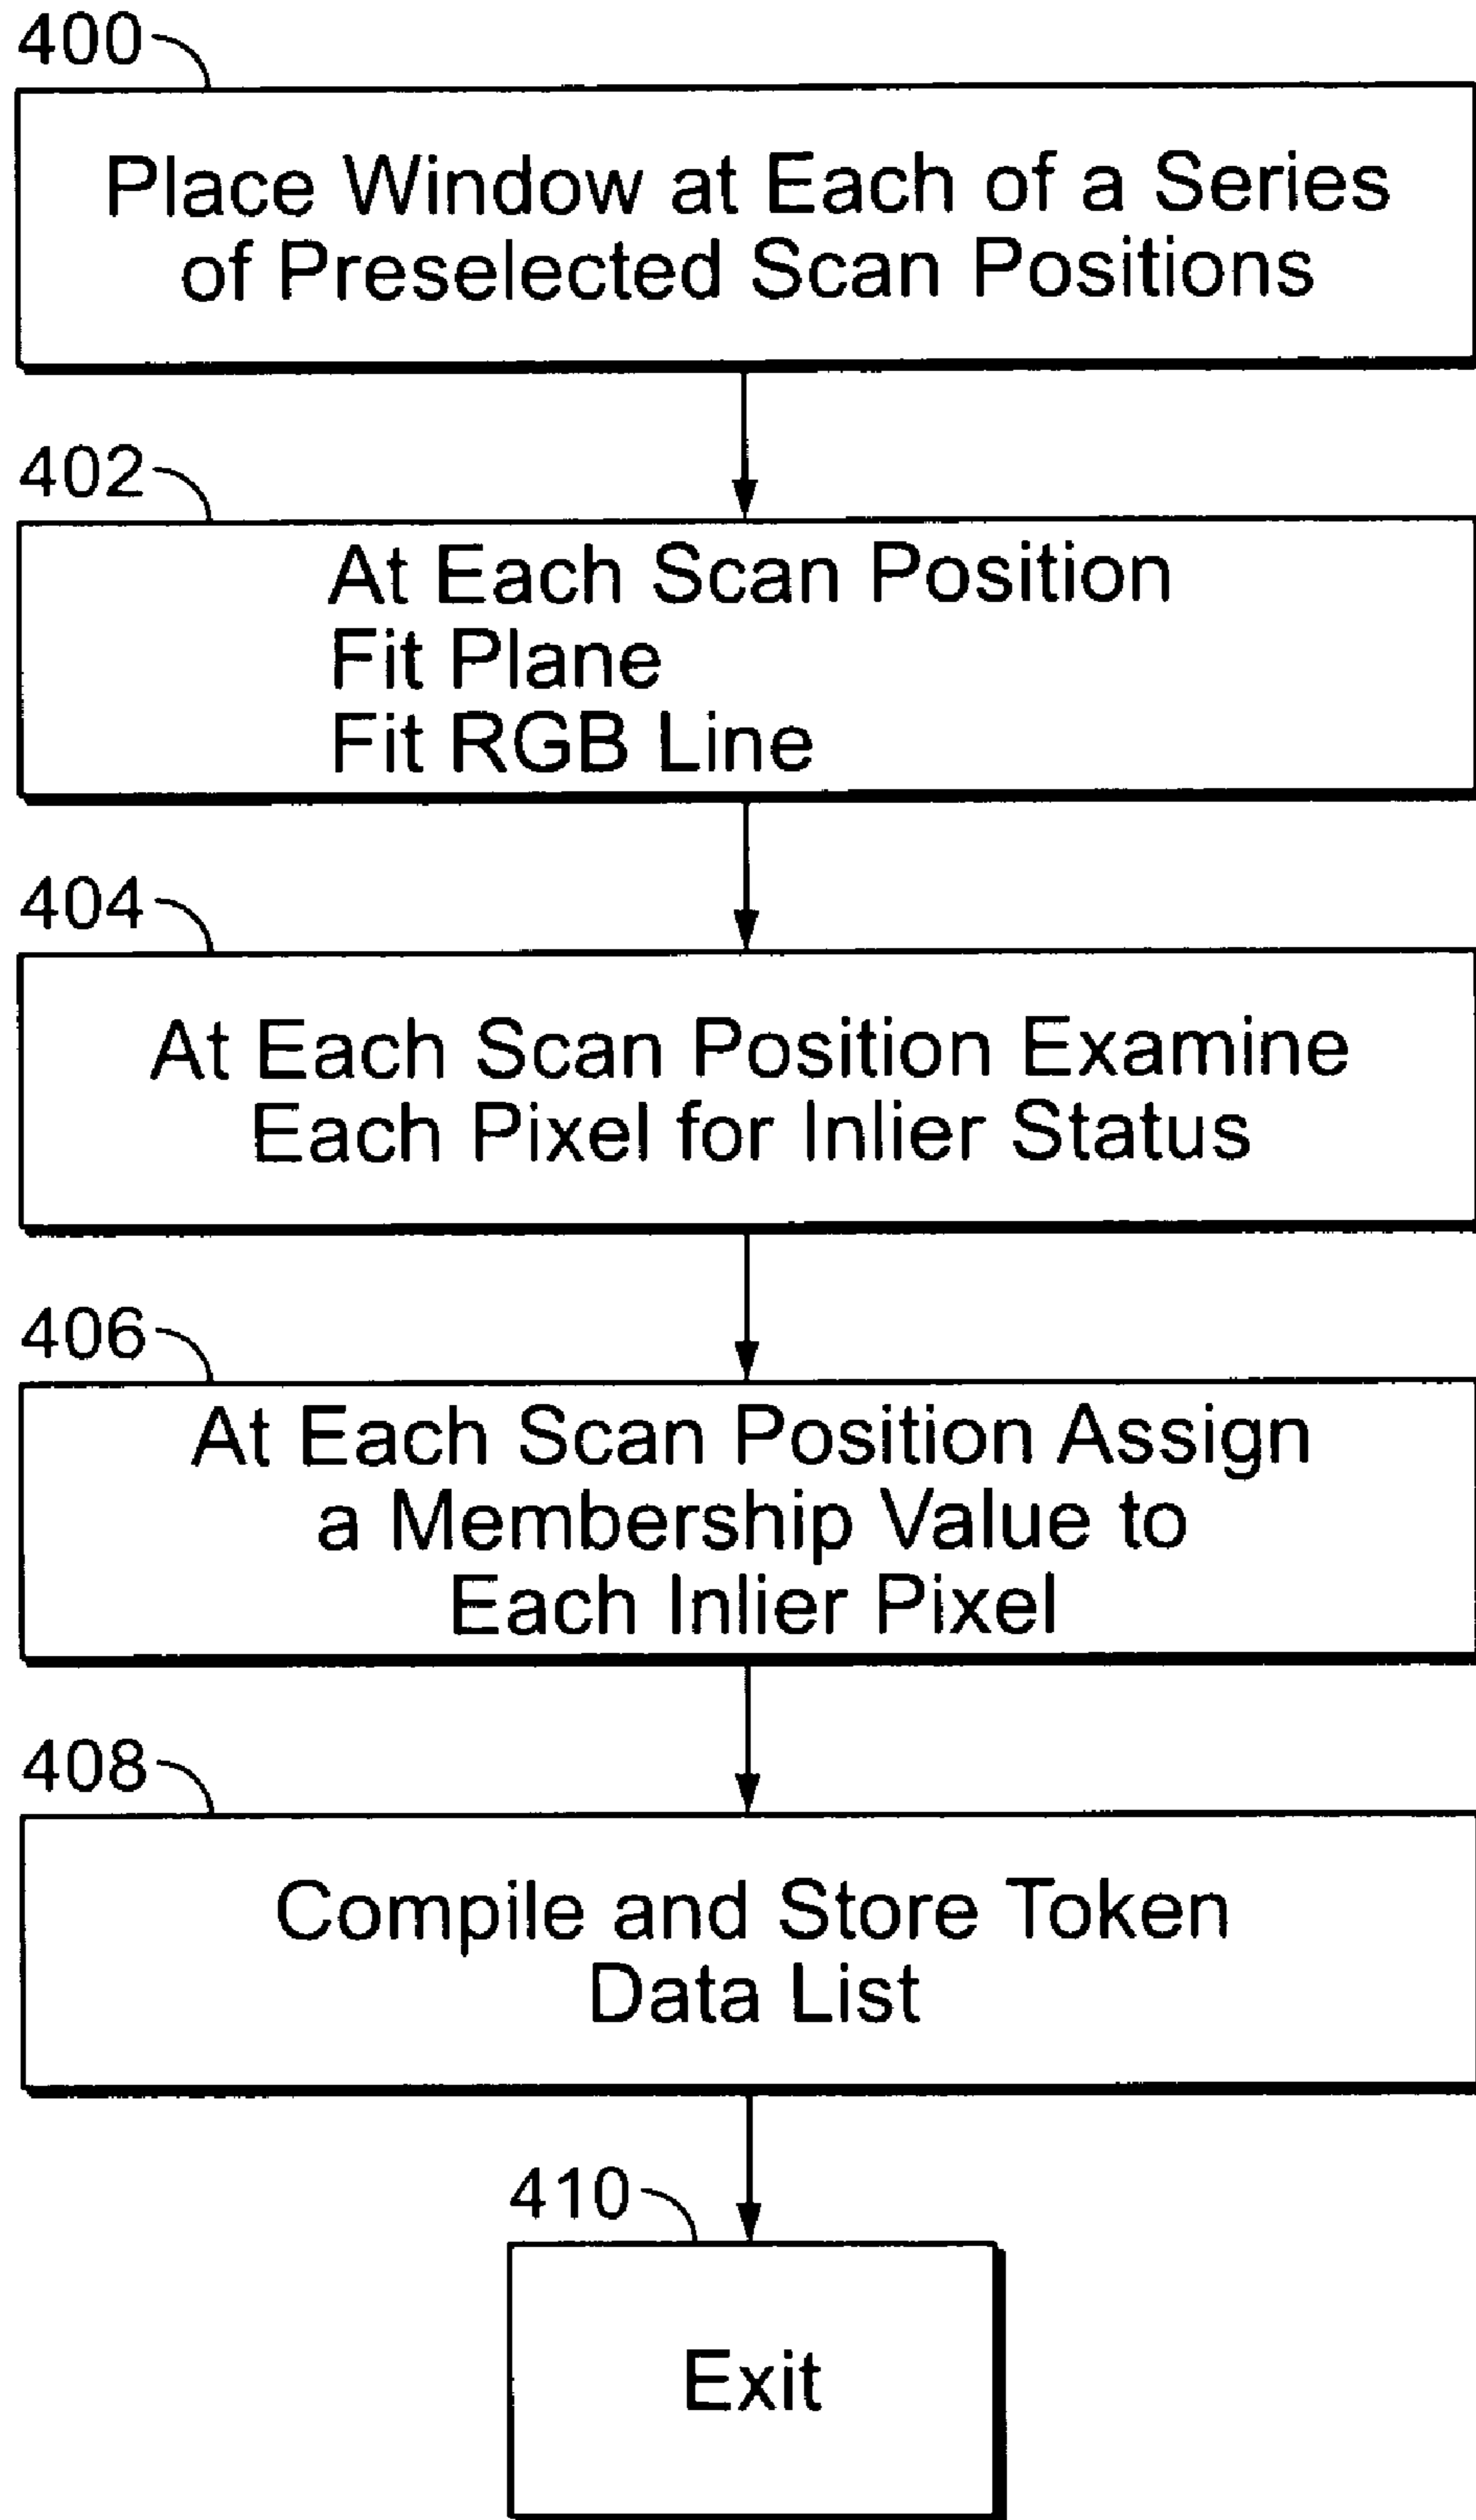 400
Place Window at Each of a Series
of Preselected Scan Positions
402
At Each Scan Position
Fit Plane
Fit RGB Line
404
At Each Scan Position Examine
Each Pixel for Inlier Status
406
At Each Scan Position Assign
a Membership Value to
Each Inlier Pixel
408
Compile and Store Token
Data List
410
Exit